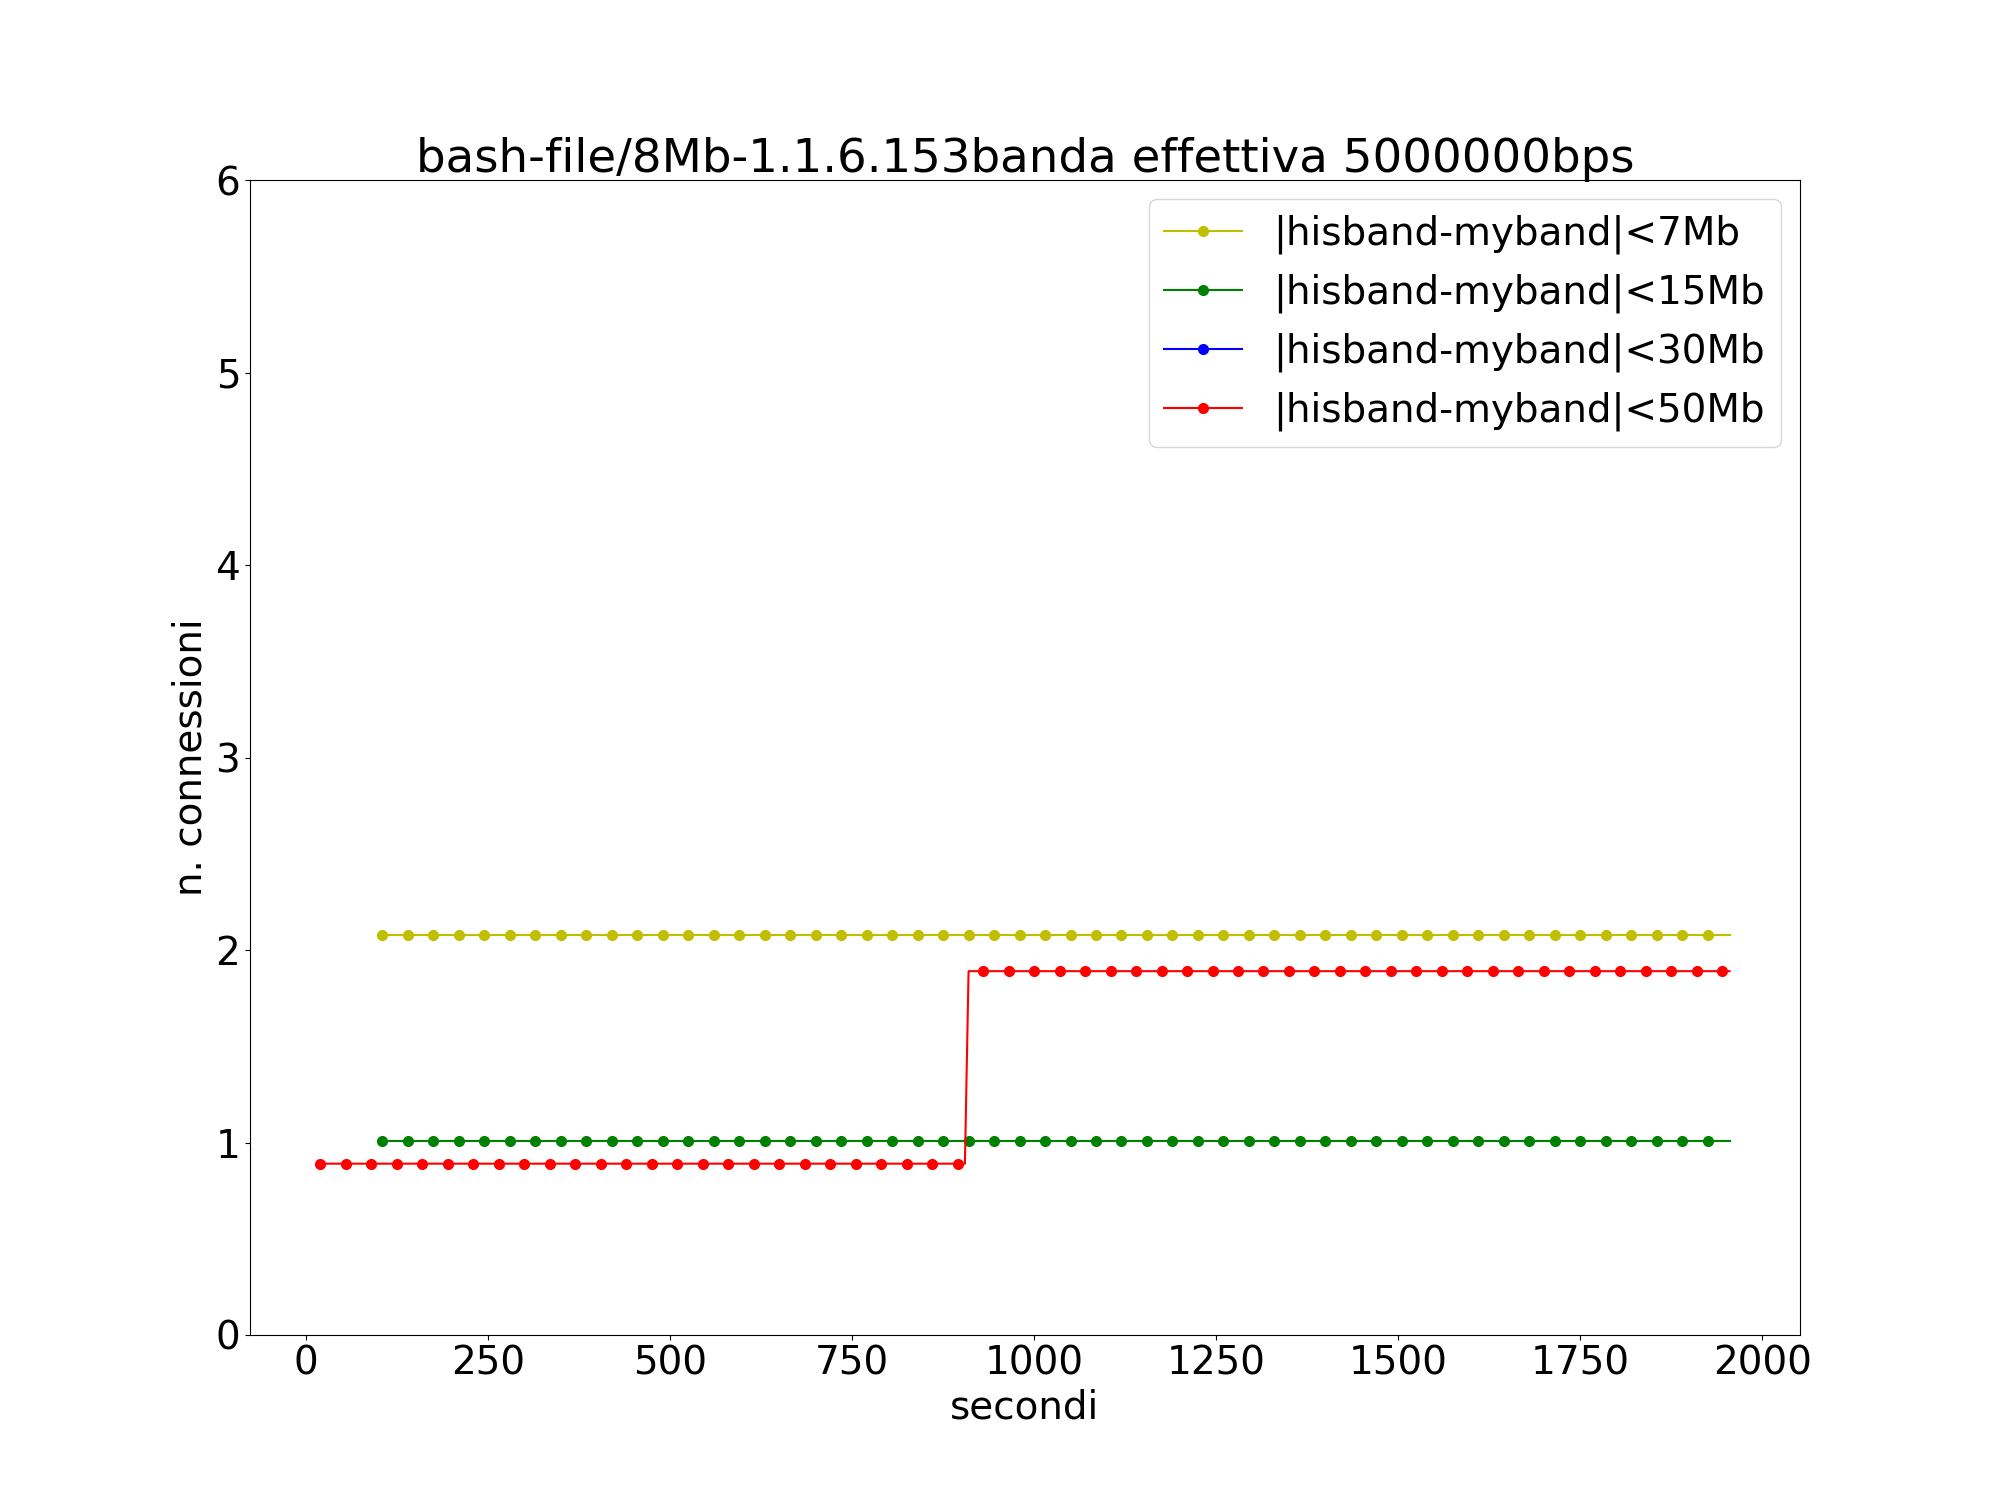 bash-file/8Mb-1.1.6.153banda effettiva 5000000bps
|hisband-myband|<7Mb
|hisband-myband|<15Mb
|hisband-myband|<30Mb
|hisband-myband|<50Mb
n. connessioni
6
5
4
3
2
1
0
0 250 500 750 1000 1250 1500 1750 2000
secondi